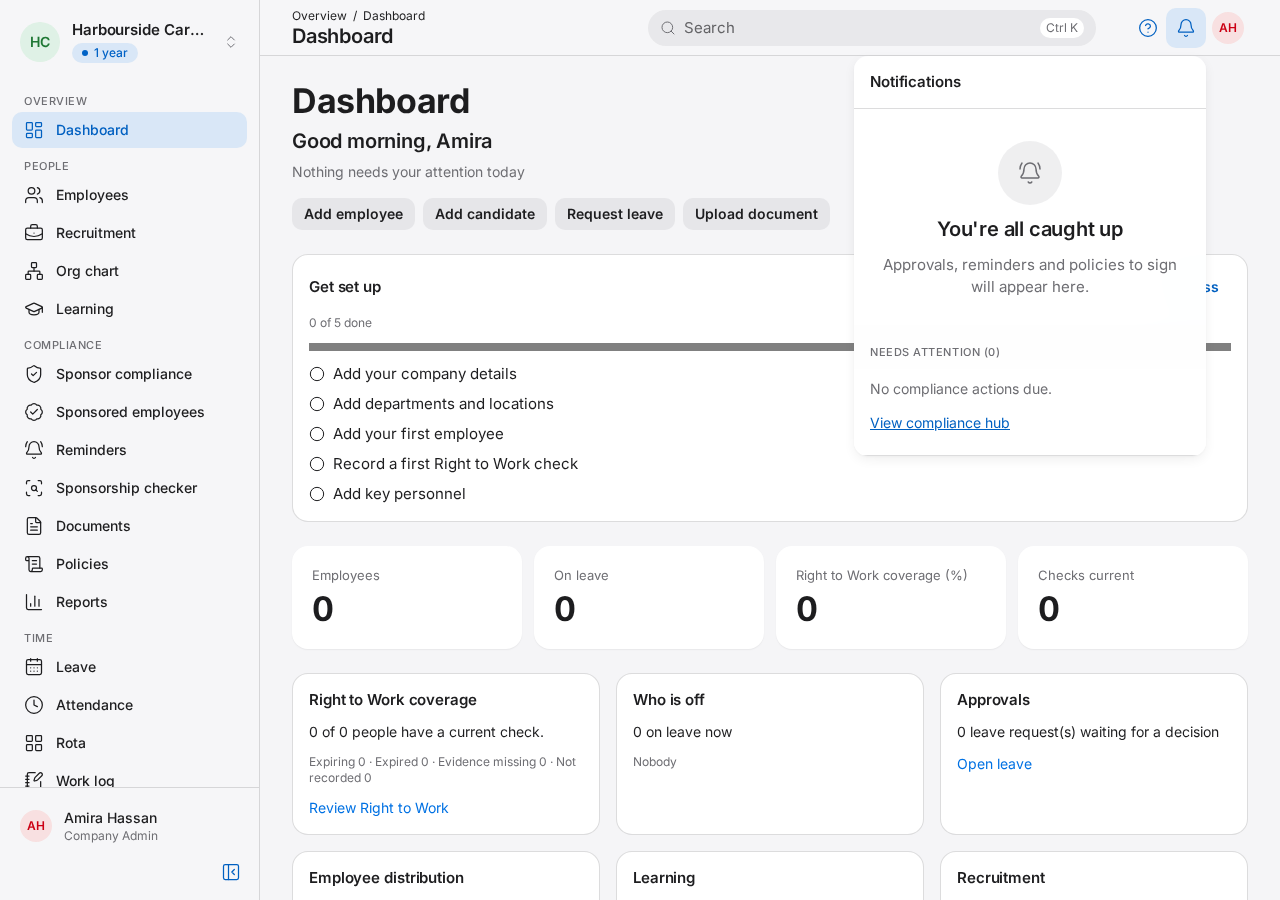 HC
Harbourside Car...
1 year
OVERVIEW
Dashboard
PEOPLE
Employees
Recruitment
Org chart
Learning
COMPLIANCE
Sponsor compliance
Sponsored employees
Reminders
Sponsorship checker
Documents
Policies
Reports
TIME
Leave
Attendance
Rota
Work log
AH
Amira Hassan
Company Admin
Overview / Dashboard
Dashboard
Search
Ctrl K
AH
Dashboard
Good morning, Amira
Nothing needs your attention today
Add employee
Add candidate
Request leave
Upload document
Notifications
You're all caught up
Approvals, reminders and policies to sign
will appear here.
NEEDS ATTENTION (0)
No compliance actions due.
View compliance hub
Get set up
0 of 5 done
Add your company details
Add departments and locations
Add your first employee
Record a first Right to Work check
Add key personnel
Employees
0
On leave
0
Right to Work coverage (%)
0
Checks current
0
Right to Work coverage
0 of 0 people have a current check.
Expiring 0 · Expired 0 · Evidence missing 0 · Not
recorded 0
Review Right to Work
Who is off
0 on leave now
Nobody
Approvals
0 leave request(s) waiting for a decision
Open leave
Employee distribution
Learning
Recruitment